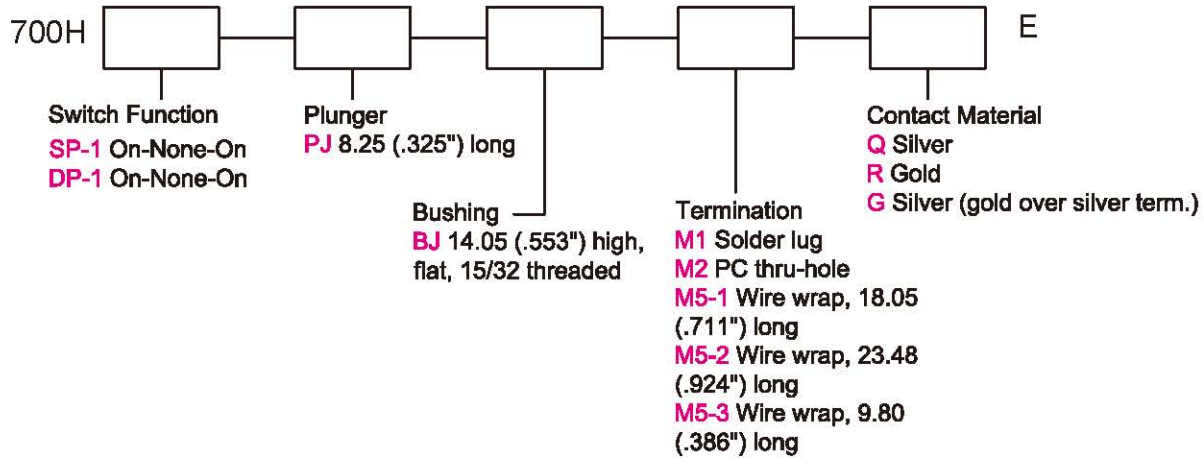 700H
E
Switch Function
SP-1 On-None-On
DP-1 On-None-On
Plunger
PJ 8.25 (.325") long
Bushing
BJ 14.05 (.553") high,
flat, 15/32 threaded
Termination
M1 Solder lug
M2 PC thru-hole
M5-1 Wire wrap, 18.05
(.711") long
M5-2 Wire wrap, 23.48
(.924") long
M5-3 Wire wrap, 9.80
(.386") long
Contact Material
Q Silver
R Gold
G Silver (gold over silver term.)